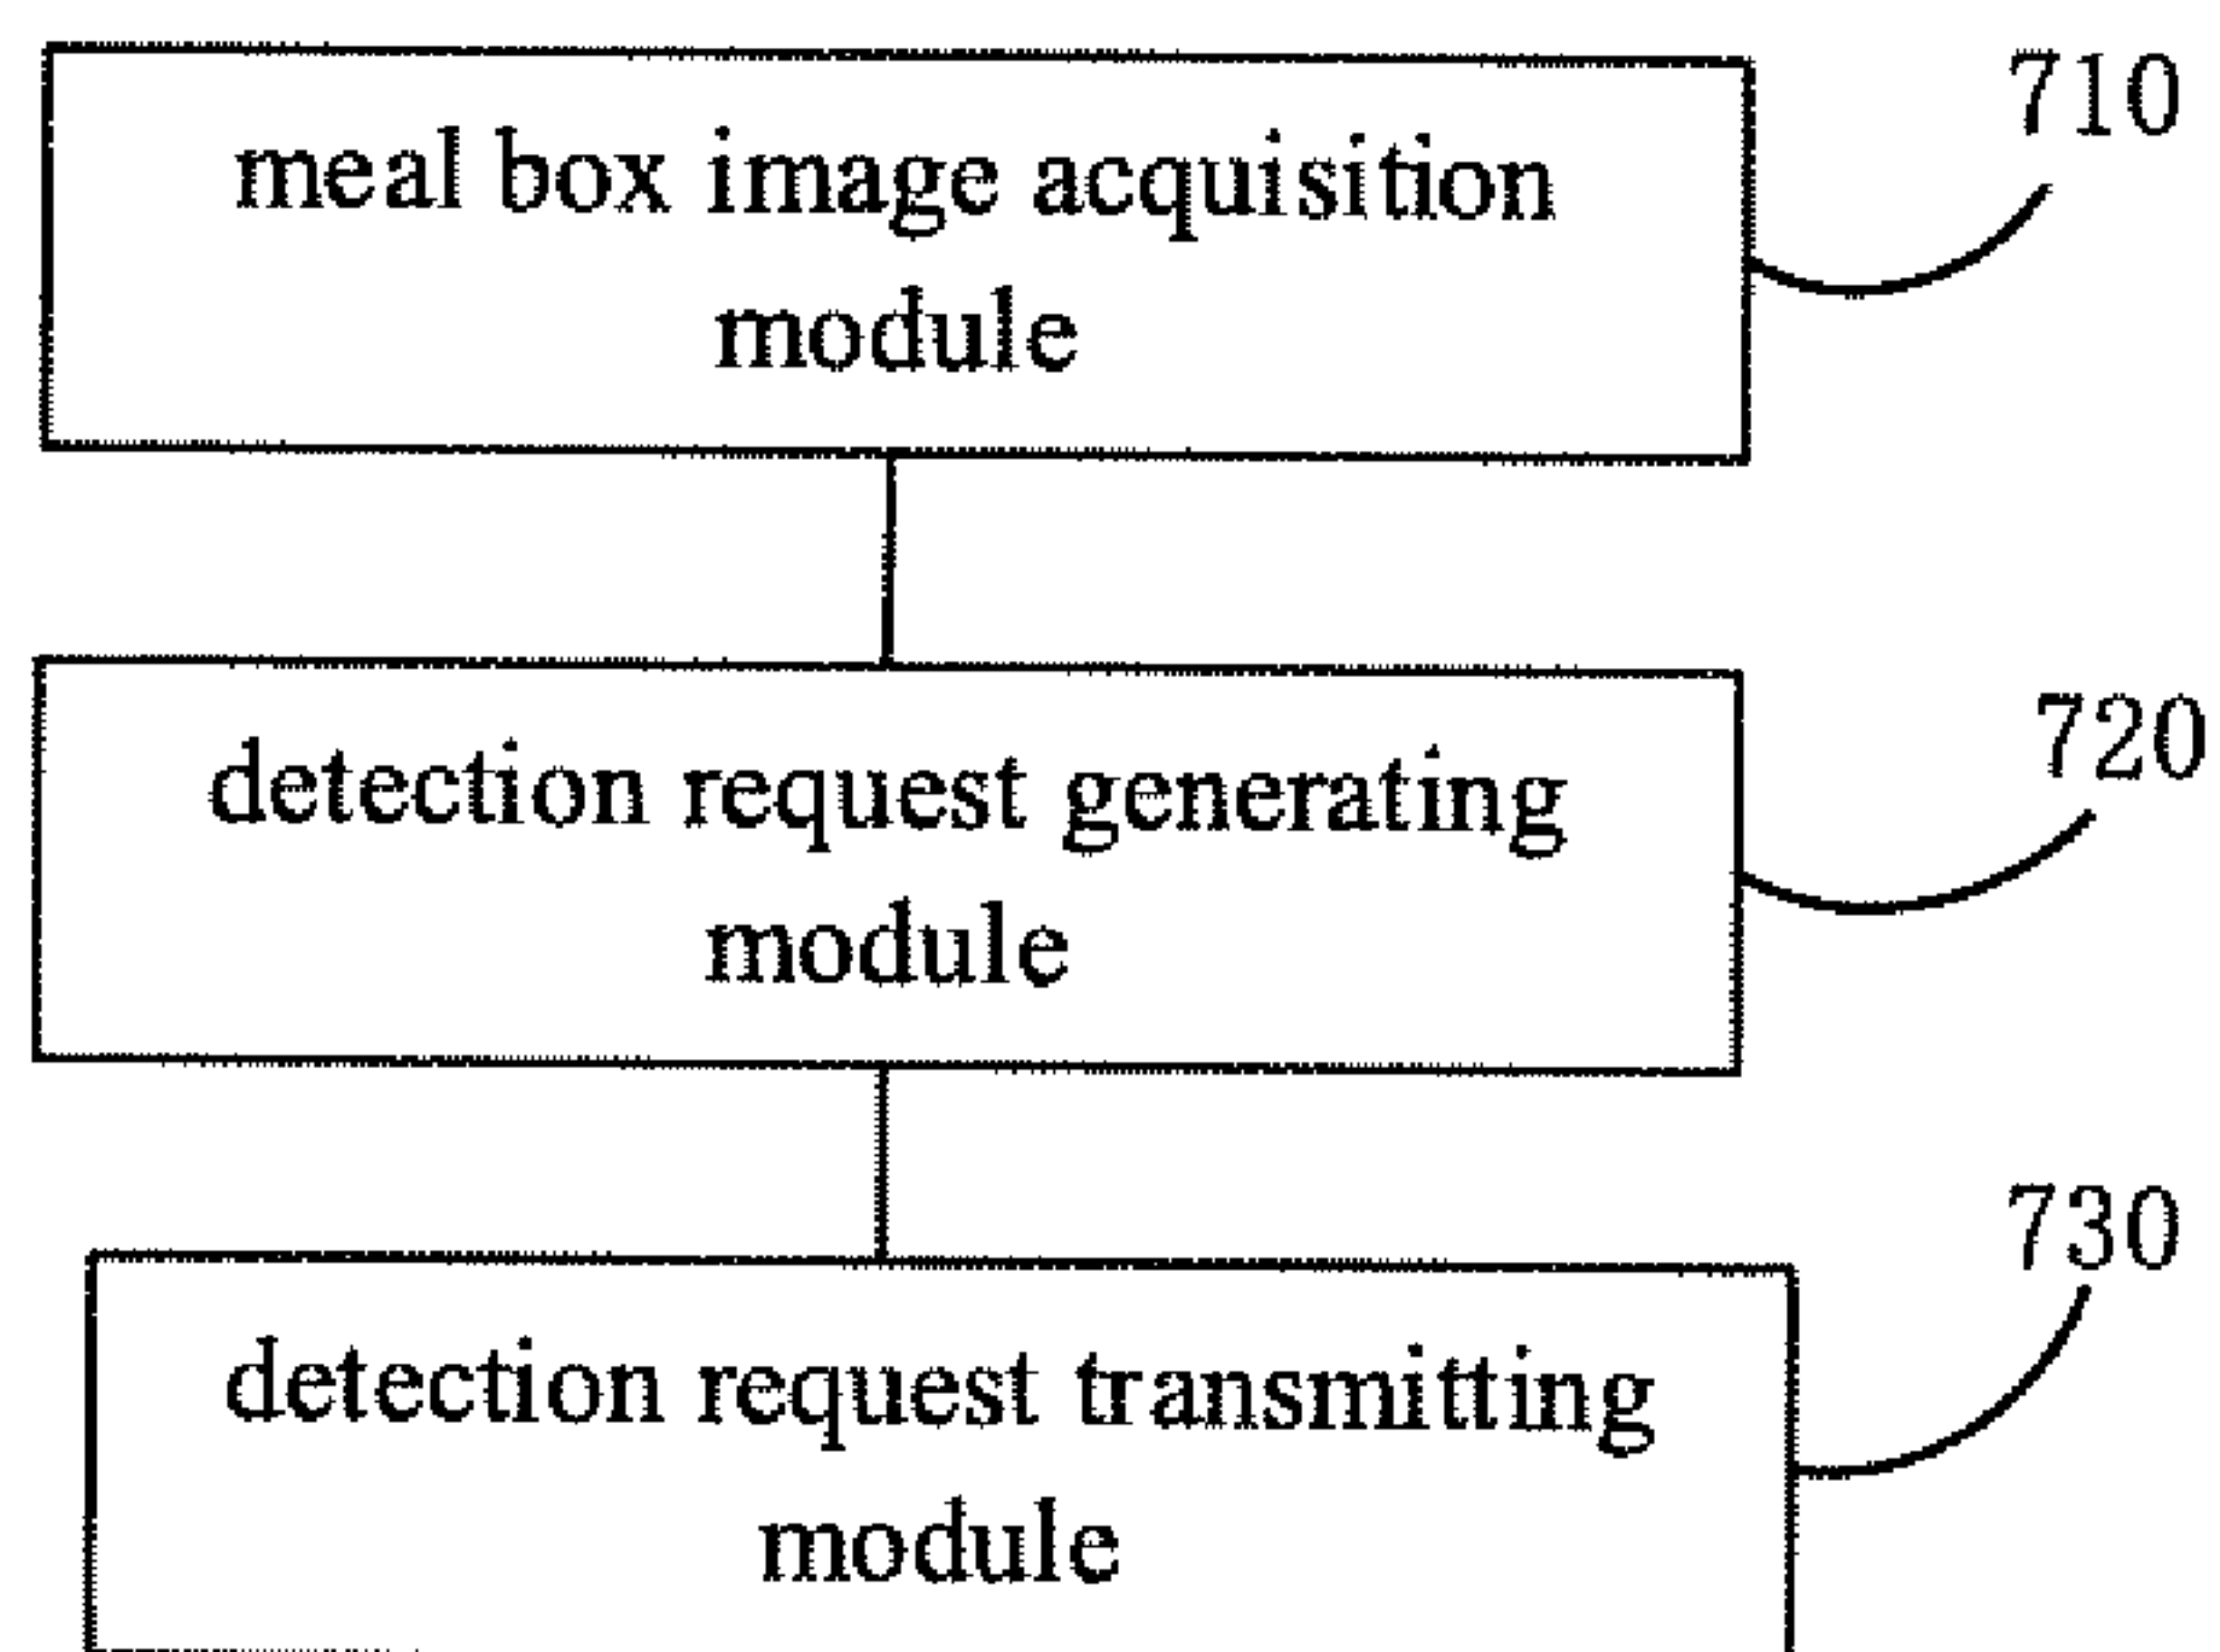 meal box image acquisition
module
710
detection request generating
module
720
detection request transmitting
module
730